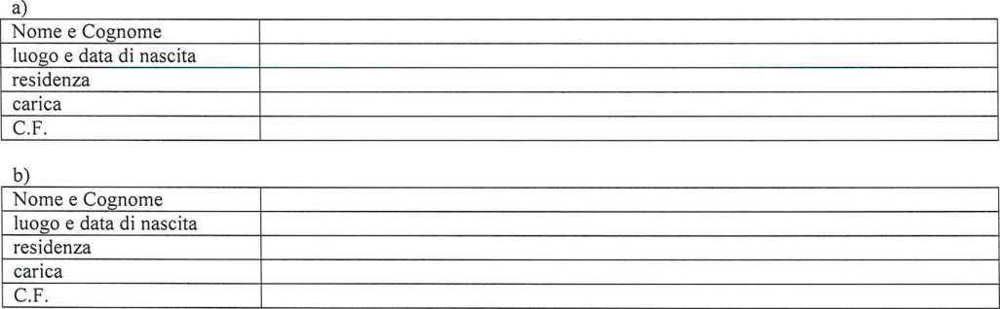 a)
Nome e Cognome
luogo e data di nascita
residenza
carica
C.F.
b)
Nome e Cognome
luogo e data di nascita
residenza
carica
C.F.